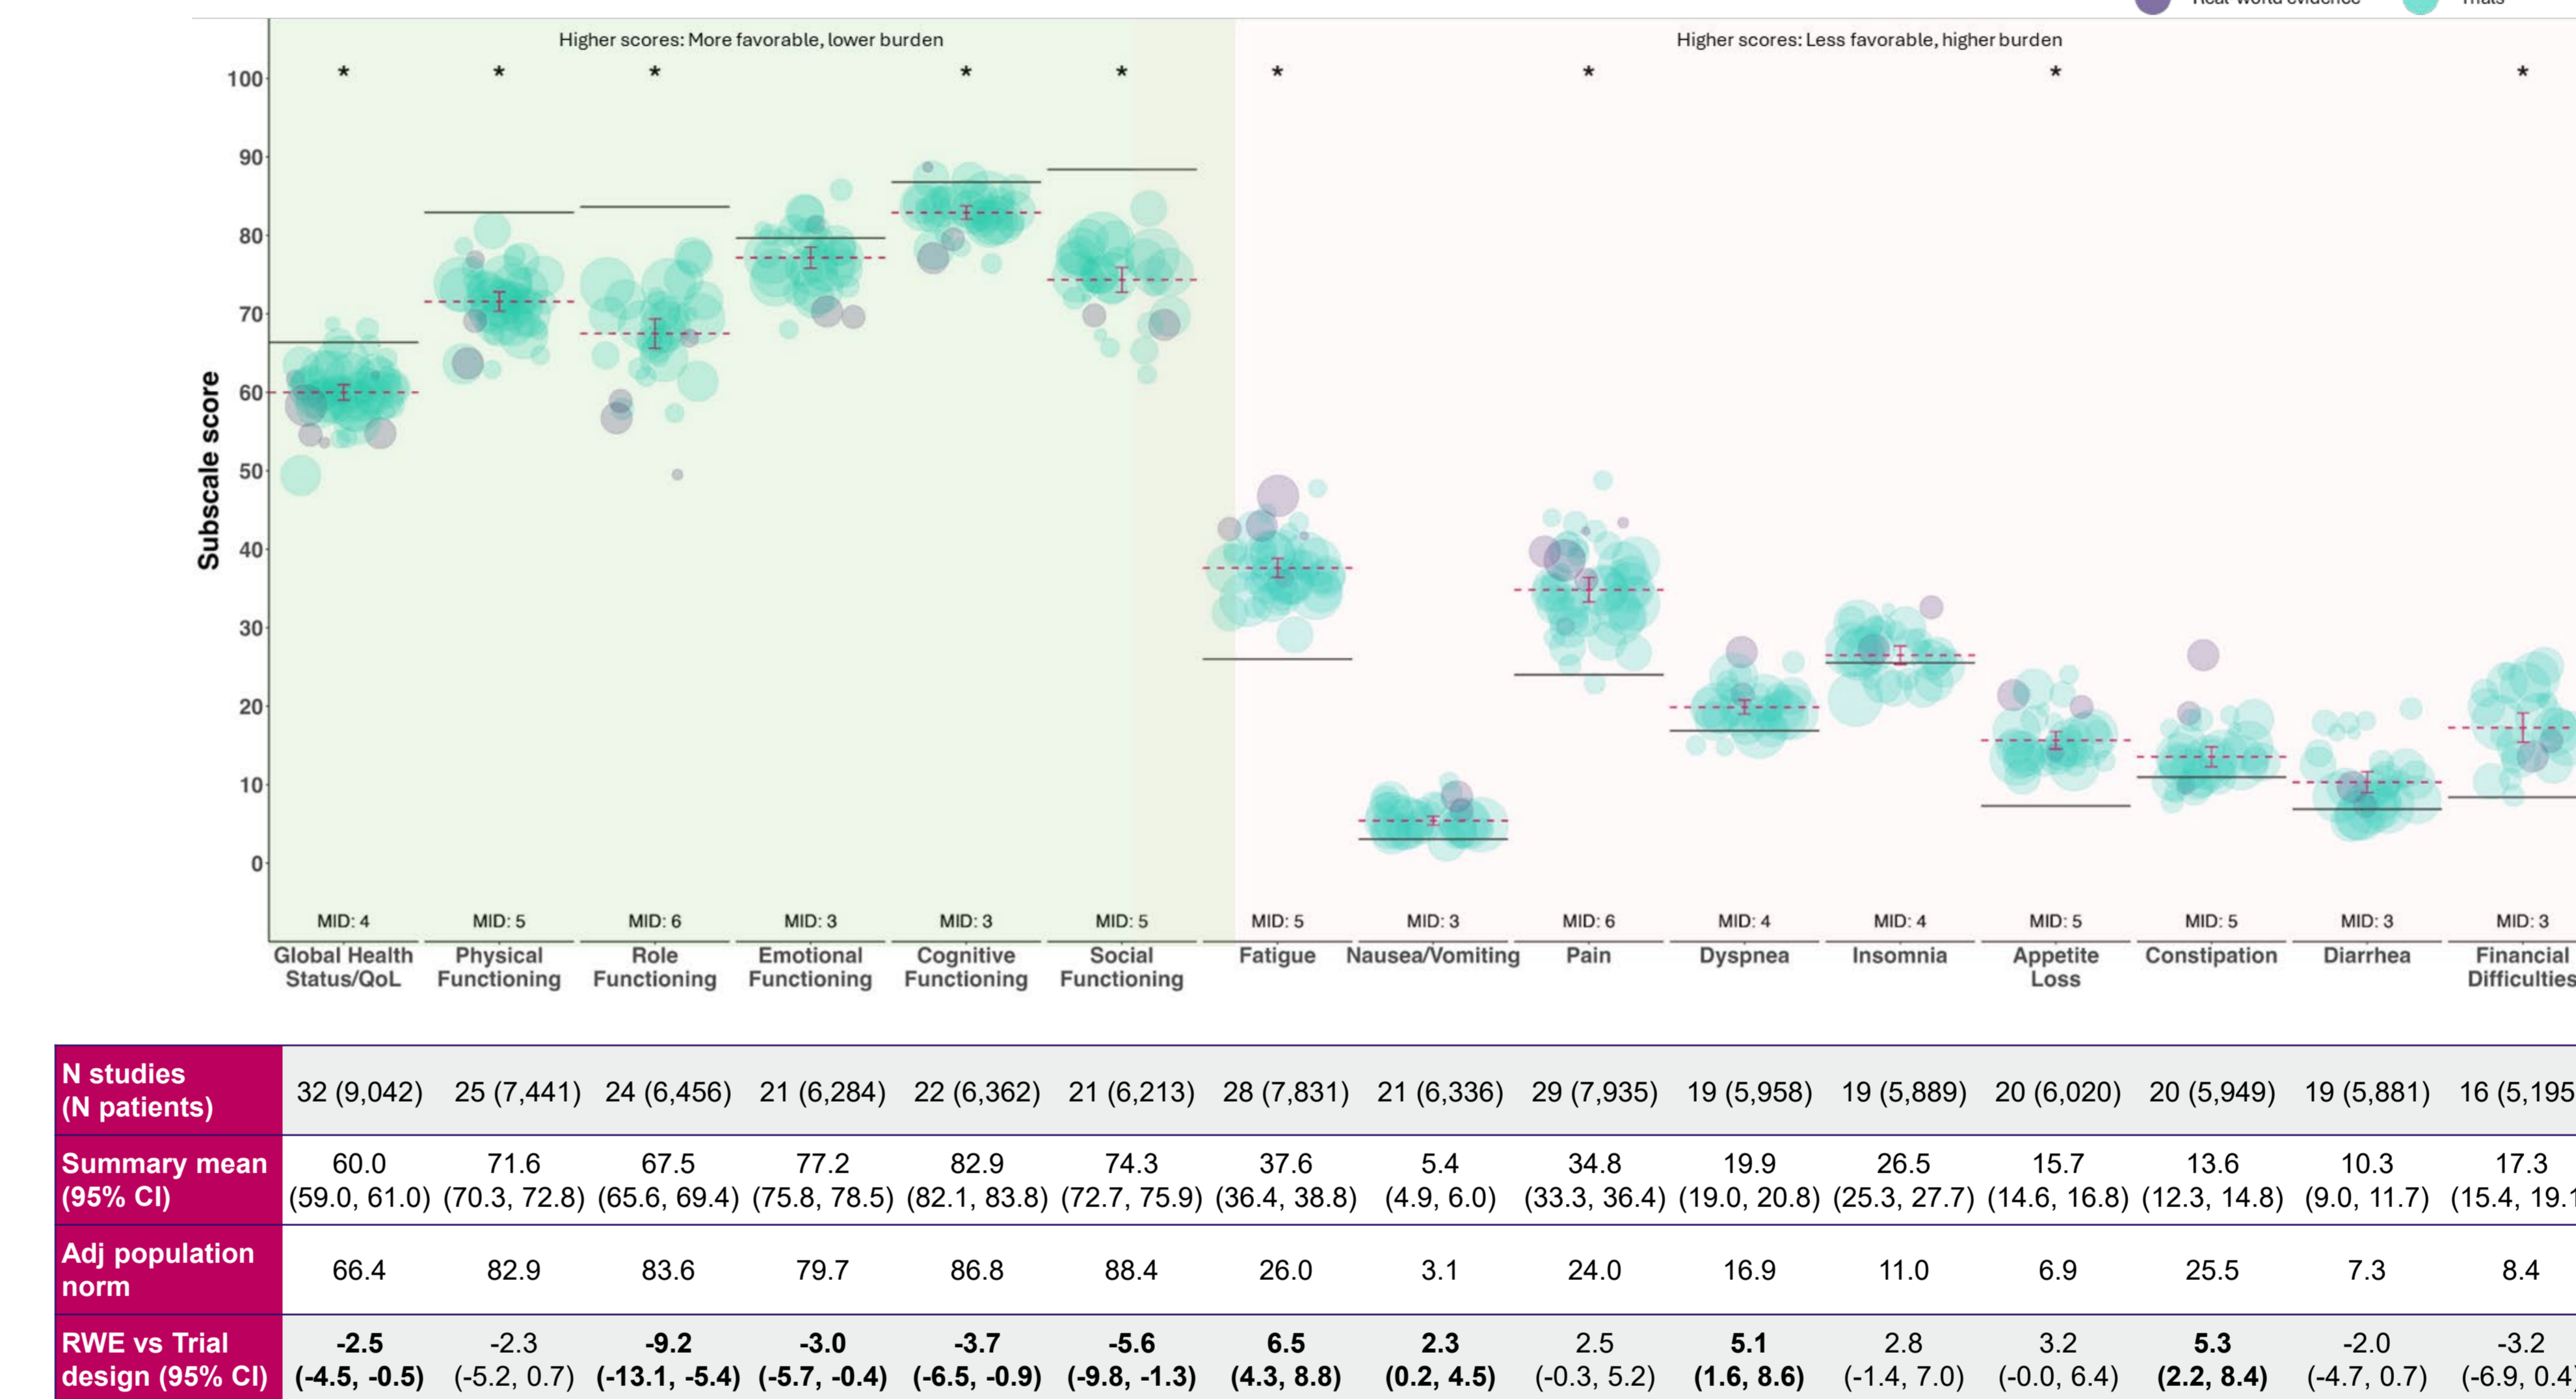 Real-world evidence Trials
Higher scores: More favorable, lower burden
Higher scores: Less favorable, higher burden
* * * * * * * * *
Subscale score
100
90
80
70
60
50
40
30
20
10
0
MID: 4 MID: 5 MID: 6 MID: 3 MID: 3 MID: 5 MID: 5 MID: 3 MID: 6 MID: 4 MID: 4 MID: 5 MID: 5 MID: 3 MID: 3
Global Health Physical Role Emotional Cognitive Social Fatigue Nausea/Vomiting Pain Dyspnea Insomnia Appetite Constipation Diarrhea Financial
Status/QoL Functioning Functioning Functioning Functioning Functioning Loss Difficulties
N studies
(N patients)
32 (9,042) 25 (7,441) 24 (6,456) 21 (6,284) 22 (6,362) 21 (6,213) 28 (7,831) 21 (6,336) 29 (7,935) 19 (5,958) 19 (5,889) 20 (6,020) 20 (5,949) 19 (5,881) 16 (5,195
Summary mean
(95% CI)
60.0 71.6 67.5 77.2 82.9 74.3 37.6 5.4 34.8 19.9 26.5 15.7 13.6 10.3 17.3
(59.0, 61.0) (70.3, 72.8) (65.6, 69.4) (75.8, 78.5) (82.1, 83.8) (72.7, 75.9) (36.4, 38.8) (4.9, 6.0) (33.3, 36.4) (19.0, 20.8) (25.3, 27.7) (14.6, 16.8) (12.3, 14.8) (9.0, 11.7) (15.4, 19.1
Adj population
norm
66.4 82.9 83.6 79.7 86.8 88.4 26.0 3.1 24.0 16.9 11.0 6.9 25.5 7.3 8.4
RWE vs Trial
design (95% CI)
-2.5 -2.3 -9.2 -3.0 -3.7 -5.6 6.5 2.3 2.5 5.1 2.8 3.2 5.3 -2.0 -3.2
(-4.5, -0.5) (-5.2, 0.7) (-13.1, -5.4) (-5.7, -0.4) (-6.5, -0.9) (-9.8, -1.3) (4.3, 8.8) (0.2, 4.5) (-0.3, 5.2) (1.6, 8.6) (-1.4, 7.0) (-0.0, 6.4) (2.2, 8.4) (-4.7, 0.7) (-6.9, 0.4